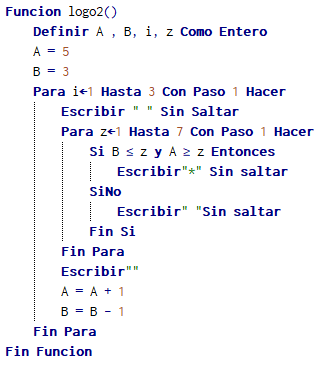 Funcion logo2()
Definir A , B, i, z Como Entero
A = 5
B = 3
Para i←1 Hasta 3 Con Paso 1 Hacer
Escribir " " Sin Saltar
Para z←1 Hasta 7 Con Paso 1 Hacer
Si B ≤ z y A ≥ z Entonces
Escribir"*" Sin saltar
SiNo
Escribir" "Sin saltar
Fin Si
Fin Para
Escribir""
A = A + 1
B = B - 1
Fin Para
Fin Funcion